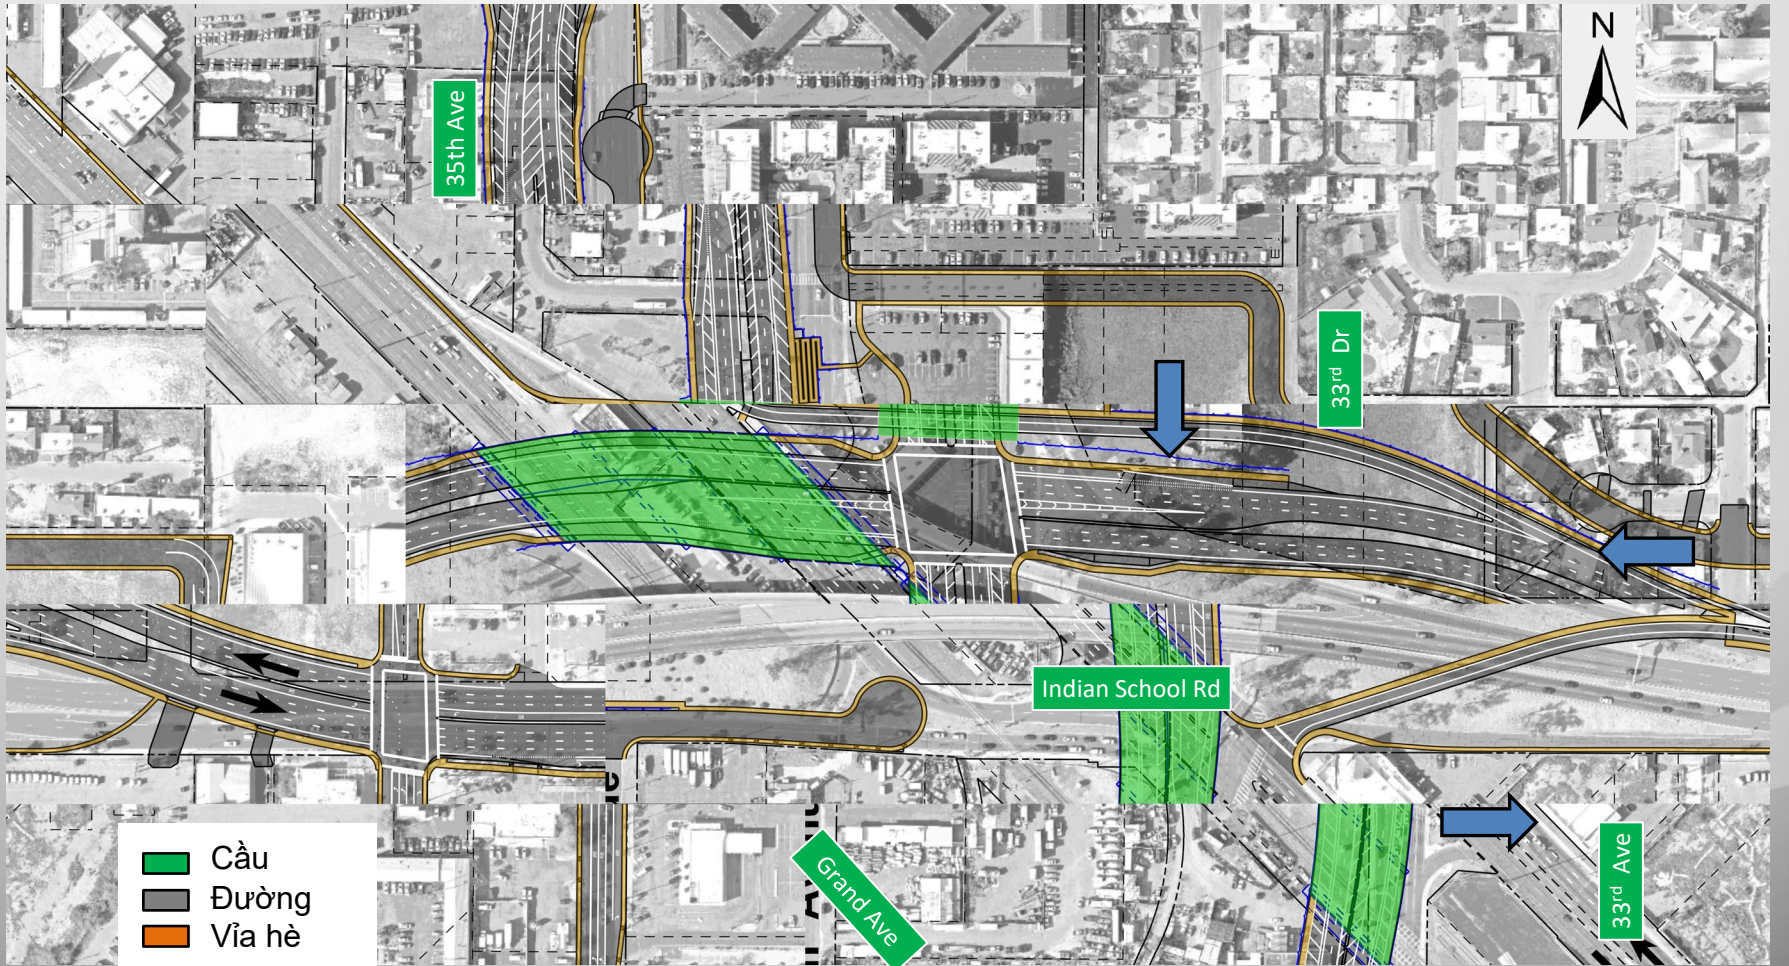 N
35th Ave
33rd Dr
Indian School Rd
Grand Ave
33rd Ave
Cầu
Đường
Vỉa hè